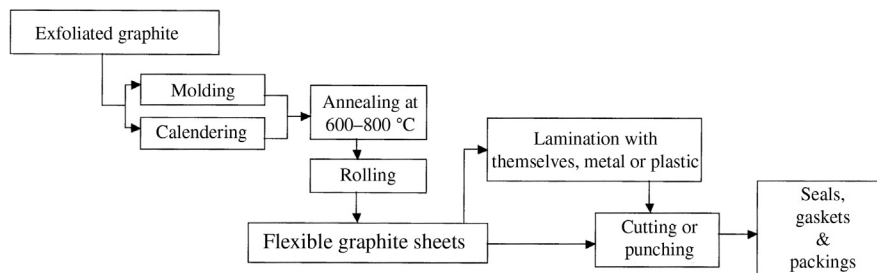 Exfoliated graphite
Molding
Calendering
Annealing at
600–800 °C
Rolling
Flexible graphite sheets
Lamination with
themselves, metal or plastic
Cutting or
punching
Seals,
gaskets
&
packings